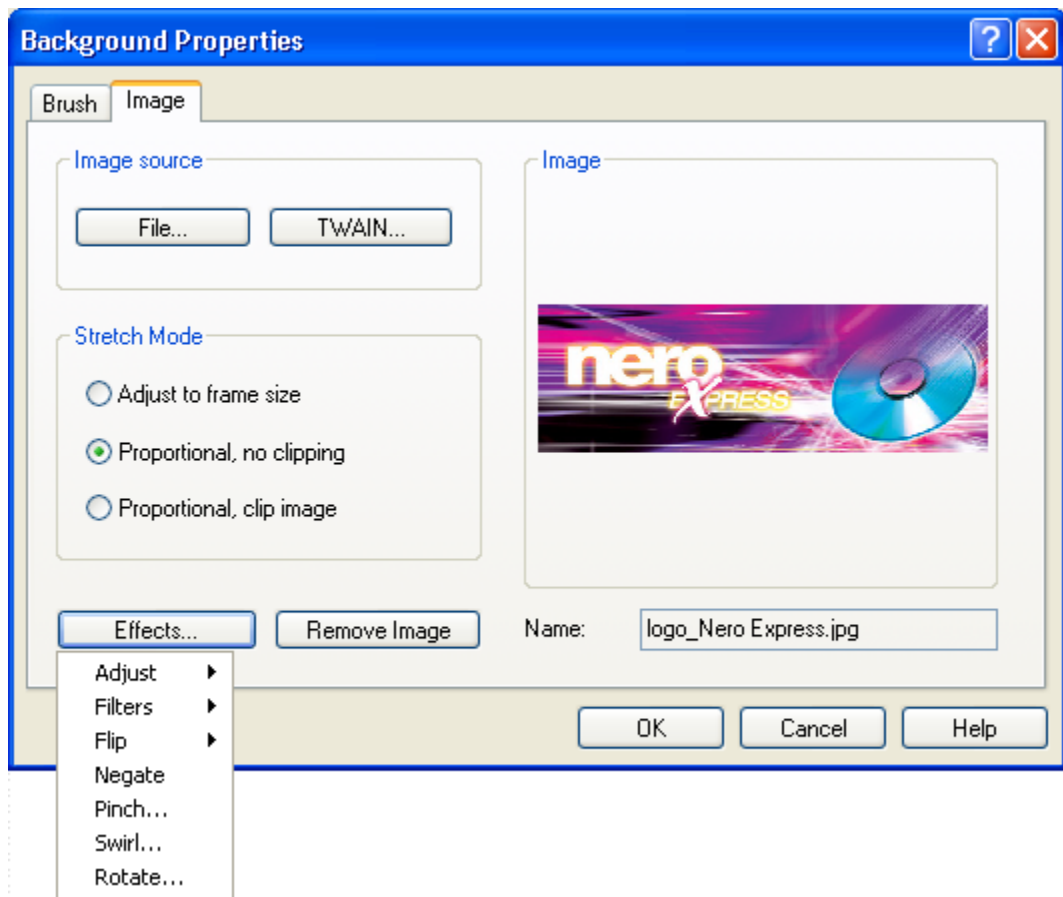 Background Properties
Brush Image
Image source
File... TWAIN...
Image
nero
EXPRESS
Stretch Mode
Adjust to frame size
Proportional, no clipping
Proportional, clip image
Effects... Remove Image
Name: logo_Nero Express.jpg
Adjust
Filters
Flip
Negate
Pinch...
Swirl...
Rotate...
OK Cancel Help